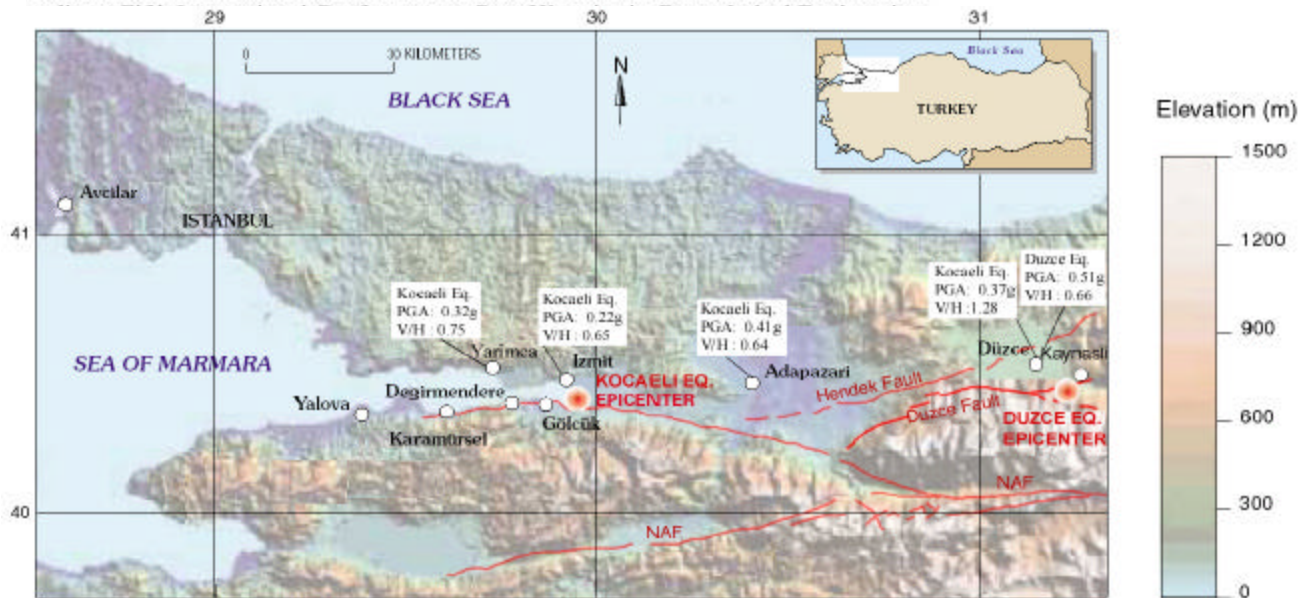 29
30
31
0 30 KILOMETERS
N
BLACK SEA
Black Sea
TURKEY
Elevation (m)
1500
1200
900
600
300
0
Avcilar
ISTANBUL
41
Kocaeli Eq.
PGA: 0.32g
V/H : 0.75
Kocaeli Eq.
PGA: 0.22g
V/H : 0.65
Kocaeli Eq.
PGA: 0.41g
V/H : 0.64
Kocaeli Eq.
PGA: 0.37g
V/H :1.28
Duzce Eq.
PGA: 0.51g
V/H : 0.66
SEA OF MARMARA
Yarimca
Izmit
Adapazari
Düzce
Kaynasli
KOCAELI EQ.
EPICENTER
Yalova
Degirmendere
Karamürsel
Gölcük
Hendek Fault
Duzce Fault
DUZCE EQ.
EPICENTER
NAF
40
NAF